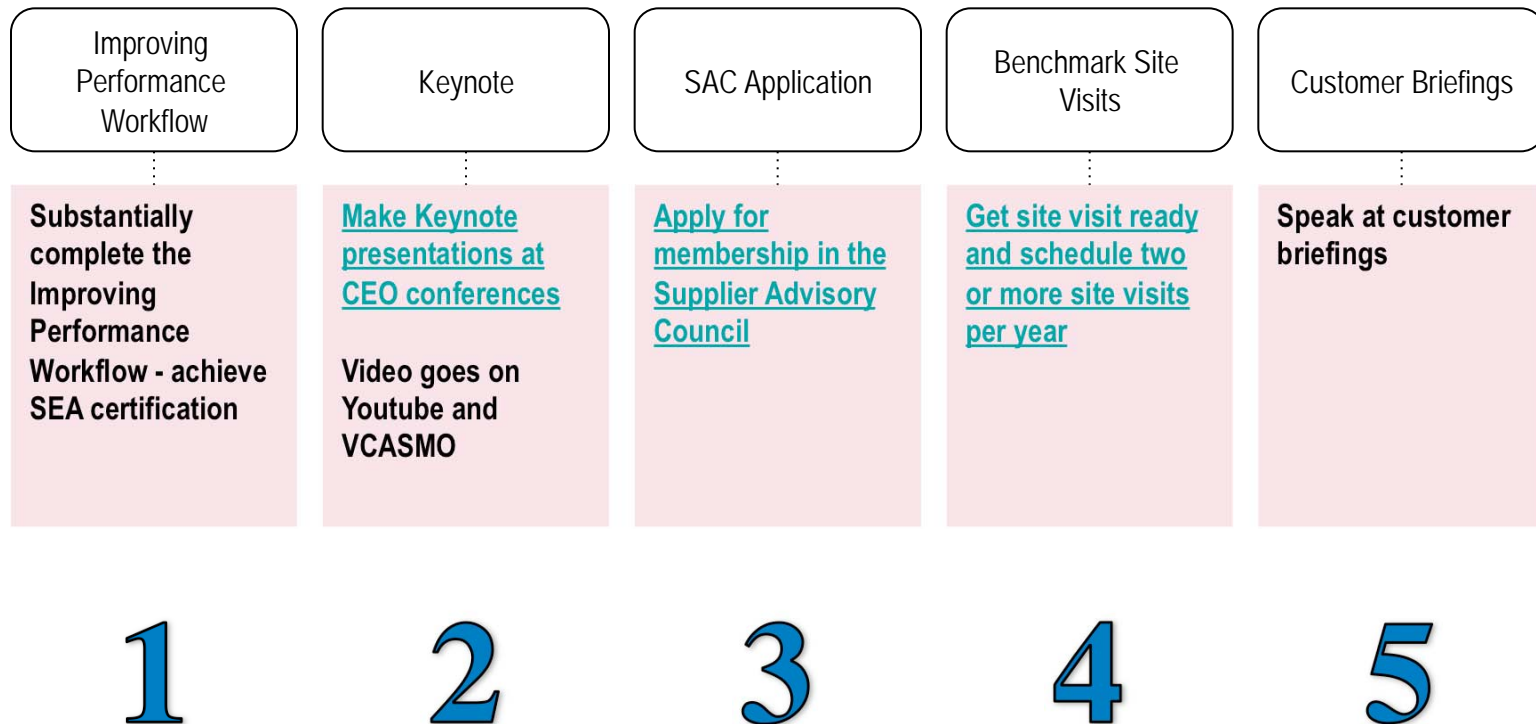 Improving
Performance
Workflow
Keynote
SAC Application
Benchmark Site
Visits
Customer Briefings
Substantially
complete the
Improving
Performance
Workflow - achieve
SEA certification
Make Keynote
presentations at
CEO conferences
Video goes on
Youtube and
VCASMO
Apply for
membership in the
Supplier Advisory
Council
Get site visit ready
and schedule two
or more site visits
per year
Speak at customer
briefings
1
2
3
4
5